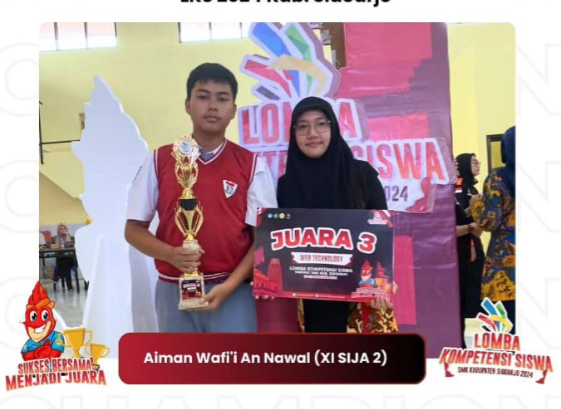 LOMBA
SISWA
2024
JUARA 3
WEB TECHNOLOGY
LOMBA KOMPETENSI SISWA
Aiman Wafi'i An Nawal (XI SIJA 2)
SUKSES BERSAMA
MENJADI JUARA
LOMBA
KOMPETENSI SISWA
SMK KABUPATEN SIDOARJO 2024